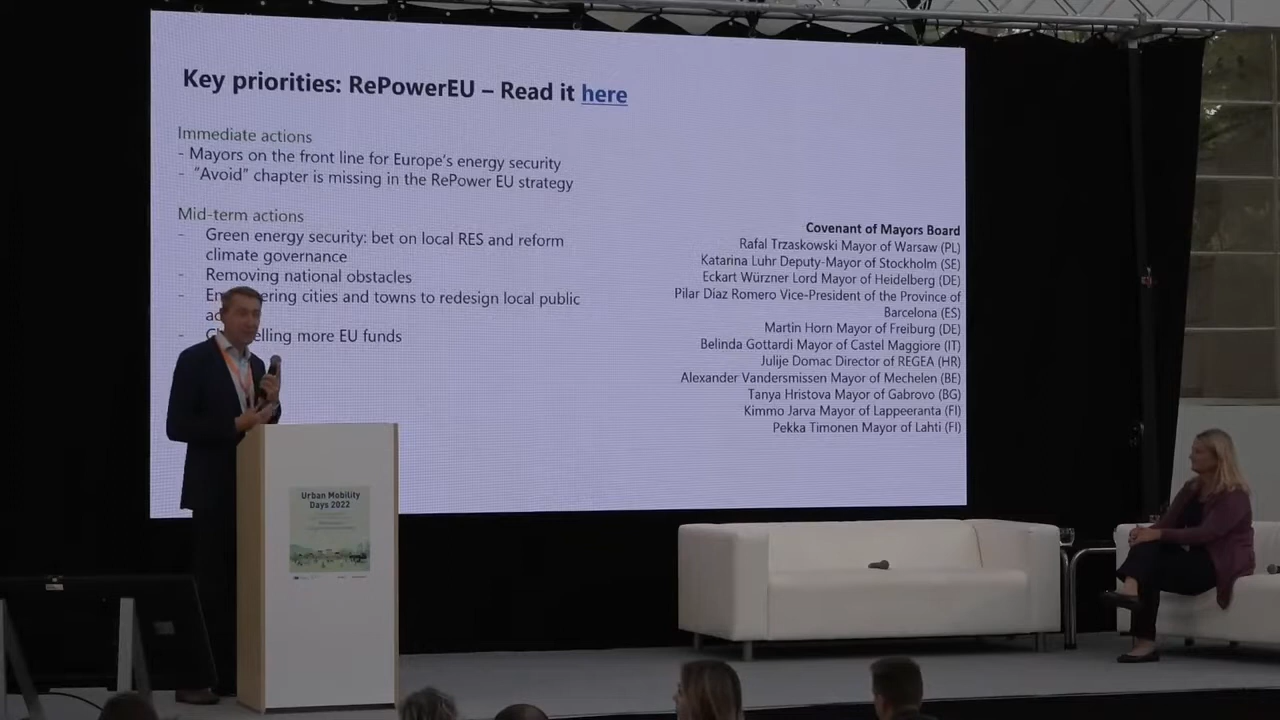 Key priorities: RePowerEU – Read it here
Immediate actions
- Mayors on the front line for Europe's energy security
- "Avoid" chapter is missing in the RePower EU strategy
Mid-term actions
- Green energy security: bet on local RES and reform
climate governance
- Removing national obstacles
- ering cities and towns to redesign local public
- elling more EU funds
Covenant of Mayors Board
Rafal Trzaskowski Mayor of Warsaw (PL)
Katarina Luhr Deputy-Mayor of Stockholm (SE)
Eckart Würzner Lord Mayor of Heidelberg (DE)
Pilar Diaz Romero Vice-President of the Province of
Barcelona (ES)
Martin Horn Mayor of Freiburg (DE)
Belinda Gottardi Mayor of Castel Maggiore (IT)
Julije Domac Director of REGEA (HR)
Alexander Vandersmissen Mayor of Mechelen (BE)
Tanya Hristova Mayor of Gabrovo (BG)
Kimmo Jarva Mayor of Lappeeranta (FI)
Pekka Timonen Mayor of Lahti (FI)
Urban Mobility
Days 2022